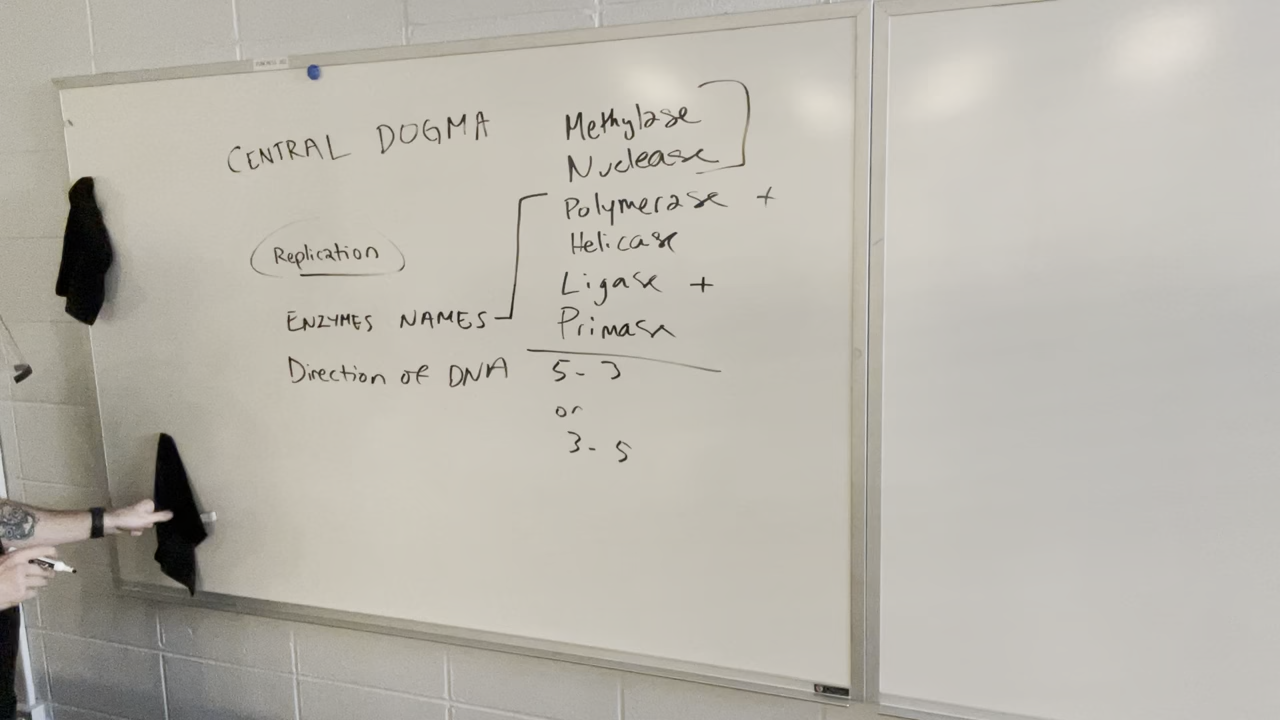 CENTRAL DOGMA
Replication
ENZYMES NAMES
Methylase
Nuclease
Polymerase +
Helicase
Ligase +
Primase
Direction of DNA
5 - 3
or
3 - 5